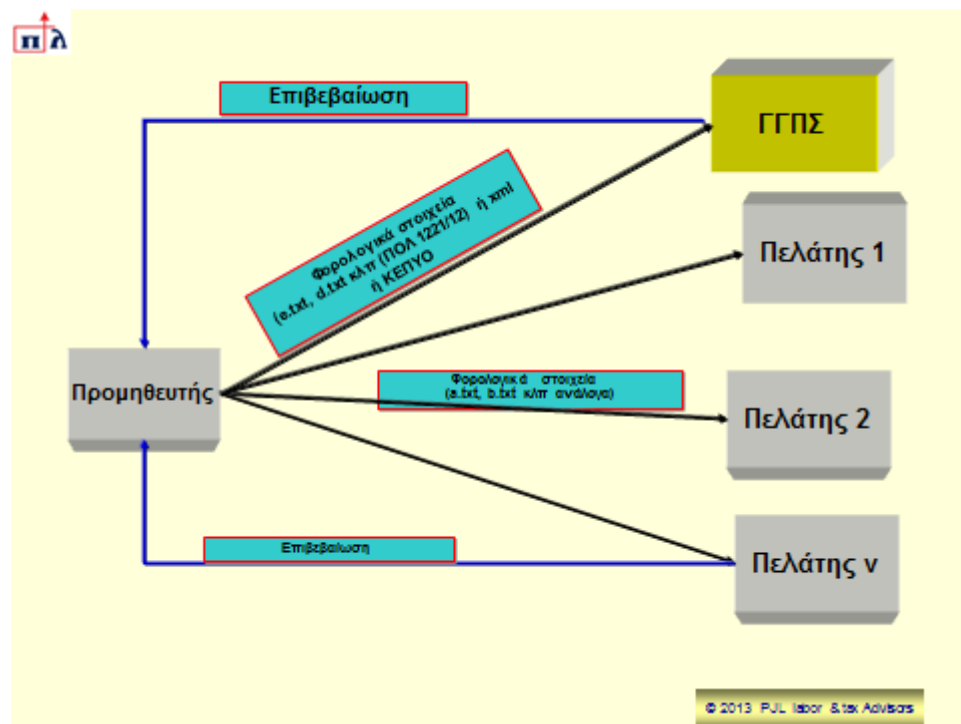 πλ
Επιβεβαίωση
ΓΓΠΣ
Φορολογικά στοιχεία
(e.txt, d.txt κλπ (ΠΟΛ 1221/12) ή xml
ή ΚΕΠΥΟ
Πελάτης 1
Προμηθευτής
Φορολογικά στοιχεία
(a.txt, b.txt κλπ ανάλογα)
Πελάτης 2
Επιβεβαίωση
Πελάτης ν
© 2013 PJL labor & tax Advisors